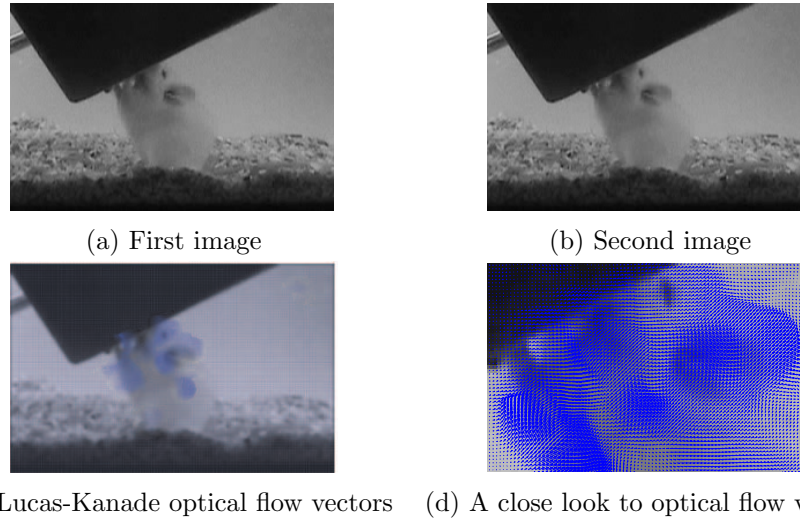 (a) First image
(b) Second image
Lucas-Kanade optical flow vectors
(d) A close look to optical flow